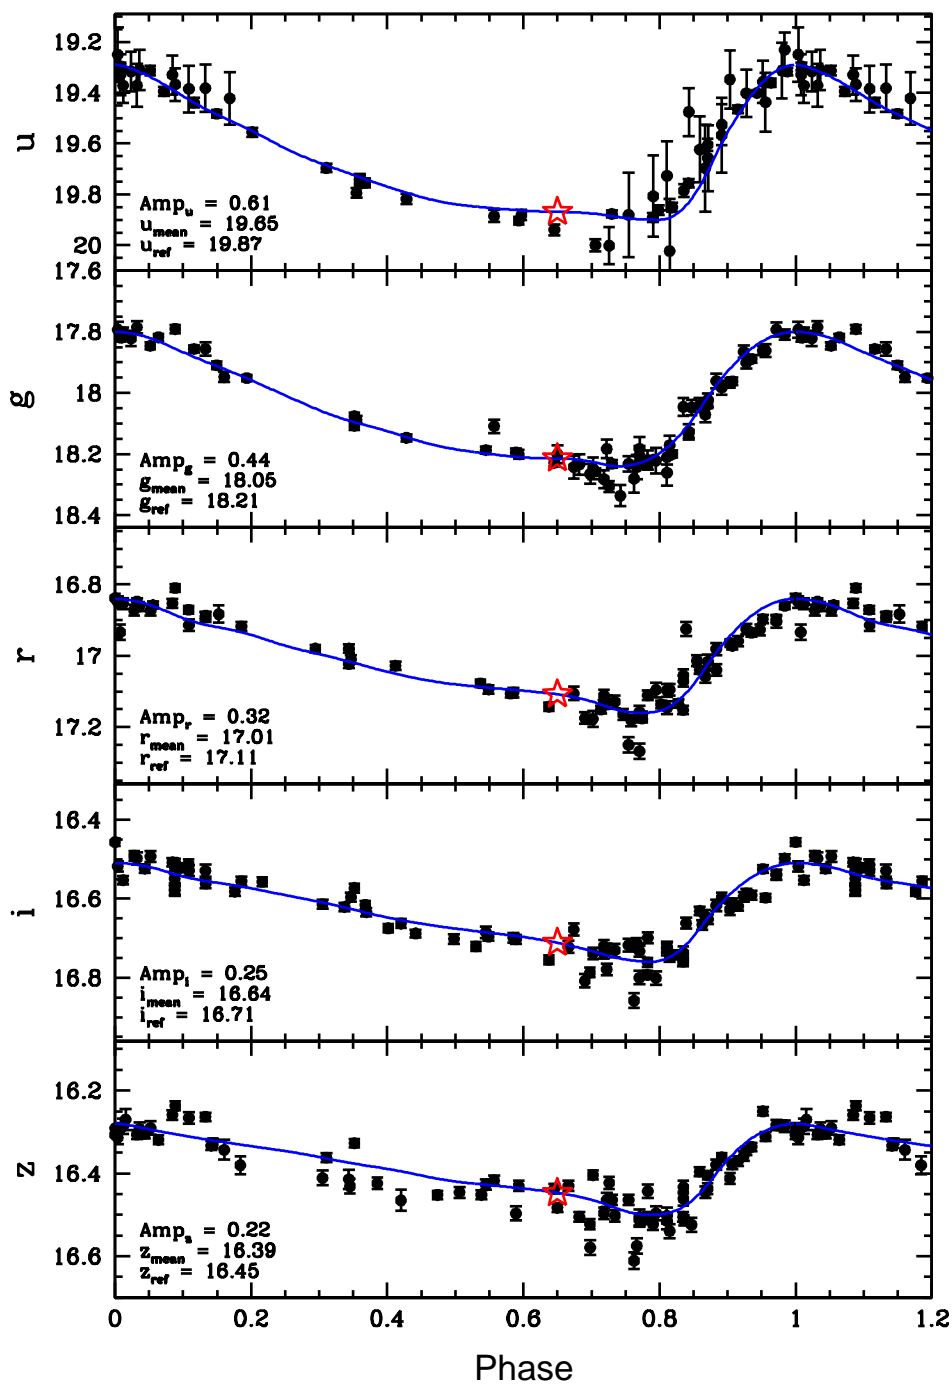 19.2
19.4
19.6
19.8
20
u
Amp_u = 0.61
u_mean = 19.65
u_ref = 19.87
17.6
17.8
18
18.2
18.4
g
Amp_g = 0.44
g_mean = 18.05
g_ref = 18.21
16.8
17
17.2
r
Amp_r = 0.32
r_mean = 17.01
r_ref = 17.11
16.4
16.6
16.8
i
Amp_i = 0.25
i_mean = 16.64
i_ref = 16.71
16.2
16.4
16.6
z
Amp_z = 0.22
z_mean = 16.39
z_ref = 16.45
0 0.2 0.4 0.6 0.8 1 1.2
Phase